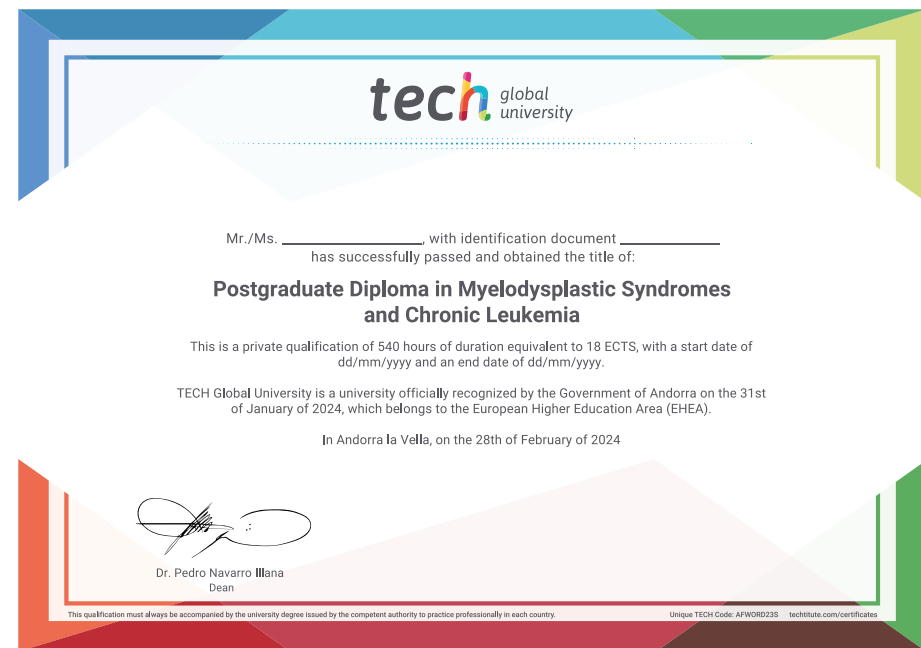 tech global university
Mr./Ms. ____________________, with identification document ______________
has successfully passed and obtained the title of:
Postgraduate Diploma in Myelodysplastic Syndromes
and Chronic Leukemia
This is a private qualification of 540 hours of duration equivalent to 18 ECTS, with a start date of
dd/mm/yyyy and an end date of dd/mm/yyyy.
TECH Global University is a university officially recognized by the Government of Andorra on the 31st
of January of 2024, which belongs to the European Higher Education Area (EHEA).
In Andorra la Vella, on the 28th of February of 2024
Dr. Pedro Navarro Illana
Dean
This qualification must always be accompanied by the university degree issued by the competent authority to practice professionally in each country. Unique TECH Code: AFWORD23S techtitute.com/certificates